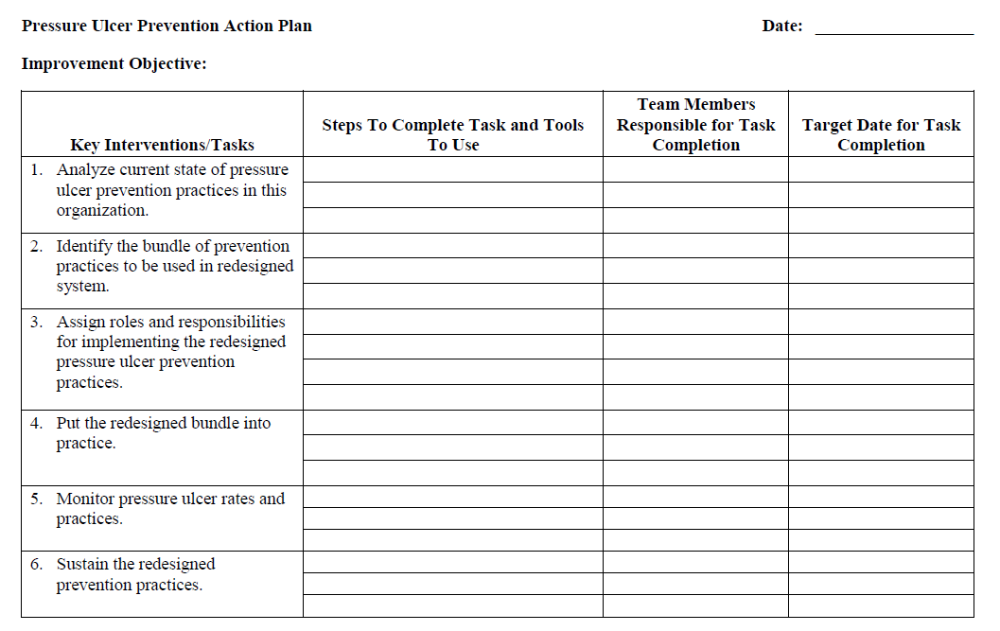 Pressure Ulcer Prevention Action Plan Date:
Improvement Objective:
Key Interventions/Tasks
Steps To Complete Task and Tools
To Use
Team Members
Responsible for Task
Completion
Target Date for Task
Completion
1. Analyze current state of pressure
ulcer prevention practices in this
organization.
2. Identify the bundle of prevention
practices to be used in redesigned
system.
3. Assign roles and responsibilities
for implementing the redesigned
pressure ulcer prevention
practices.
4. Put the redesigned bundle into
practice.
5. Monitor pressure ulcer rates and
practices.
6. Sustain the redesigned
prevention practices.